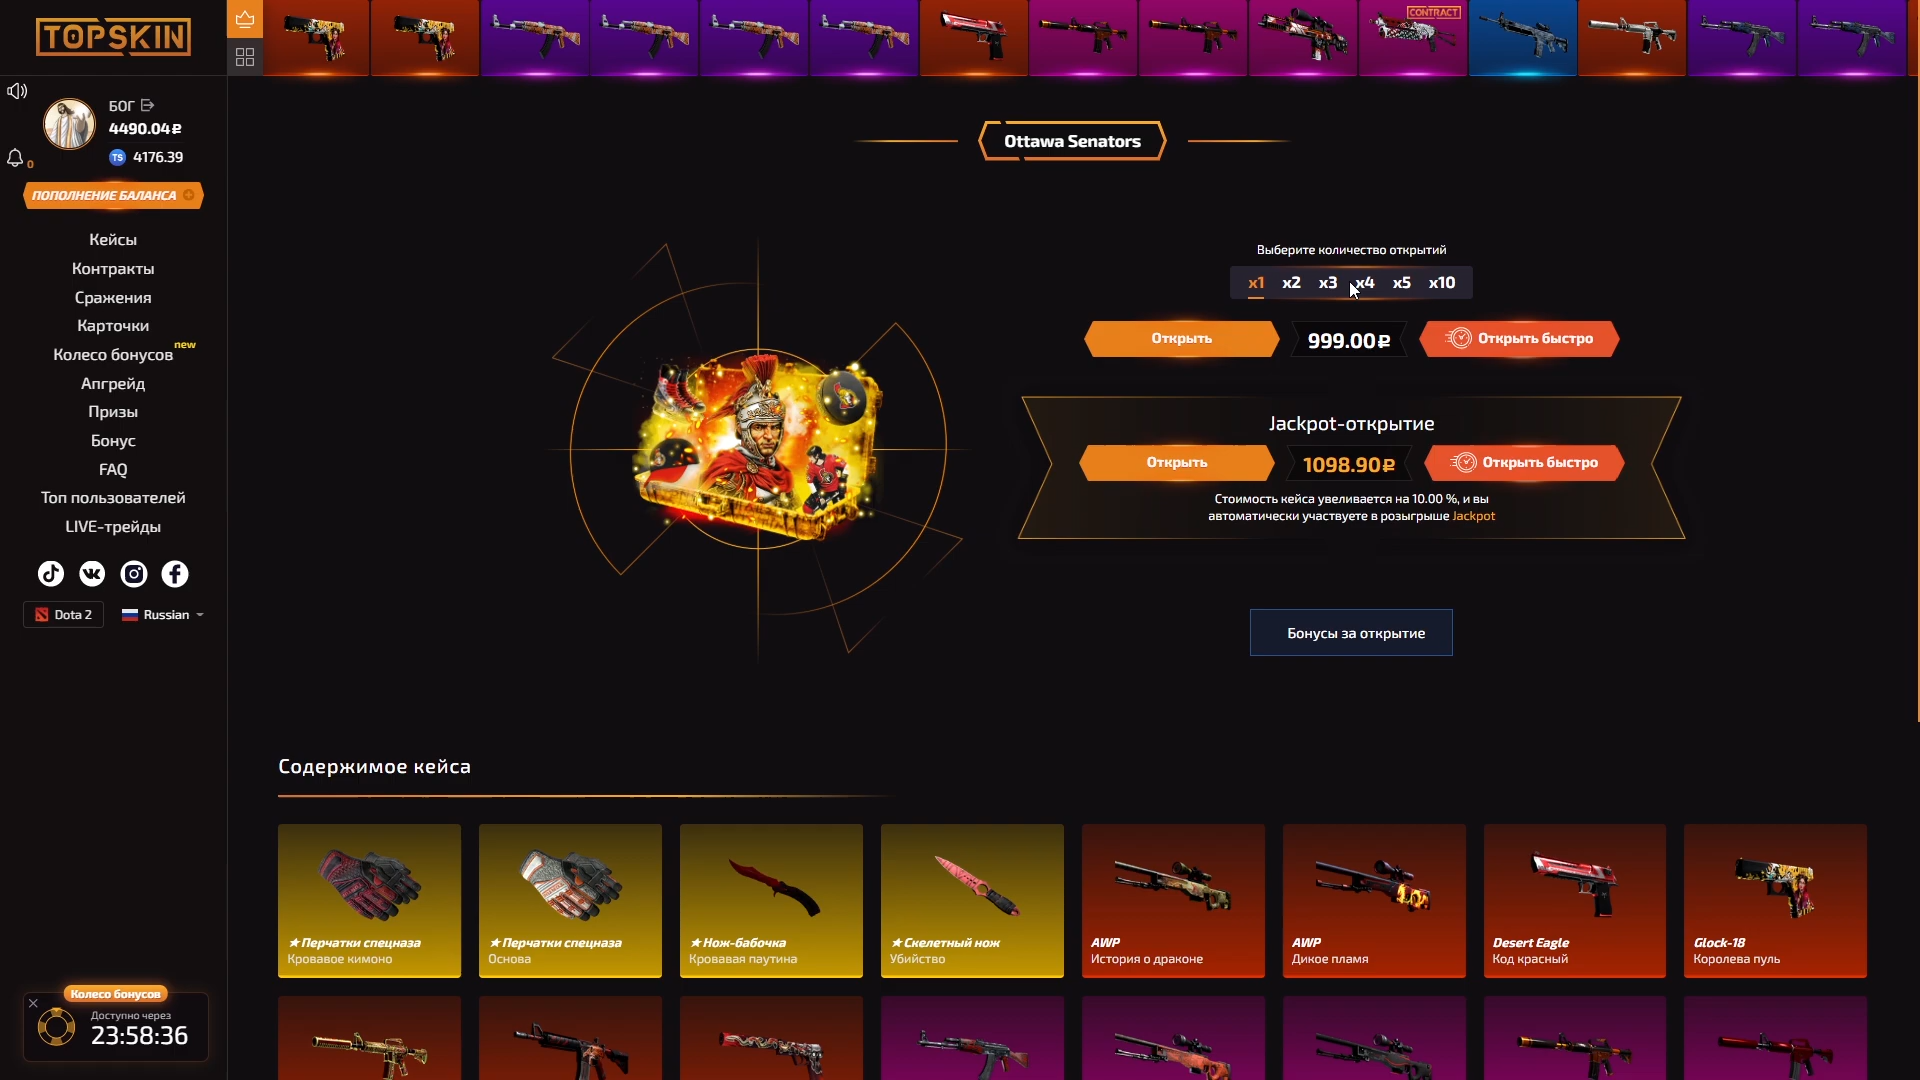 TOPSKIN
CONTRACT
БОГ
4490.04₽
TS 4176.39
0
ПОПОЛНЕНИЕ БАЛАНСА
Кейсы
Контракты
Сражения
Карточки
Колесо бонусов new
Апгрейд
Призы
Бонус
FAQ
Топ пользователей
LIVE-трейды
Dota 2
Russian
Колесо бонусов
Доступно через
23:58:36
Ottawa Senators
Выберите количество открытий
x1 x2 x3 x4 x5 x10
Открыть 999.00₽ Открыть быстро
Jackpot-открытие
Открыть 1098.90₽ Открыть быстро
Стоимость кейса увеливается на 10.00 %, и вы
автоматически участвуете в розыгрыше Jackpot
Бонусы за открытие
Содержимое кейса
★ Перчатки спецназа
Кровавое кимоно
★ Перчатки спецназа
Основа
★ Нож-бабочка
Кровавая паутина
★ Скелетный нож
Убийство
AWP
История о драконе
AWP
Дикое пламя
Desert Eagle
Код красный
Glock-18
Королева пуль